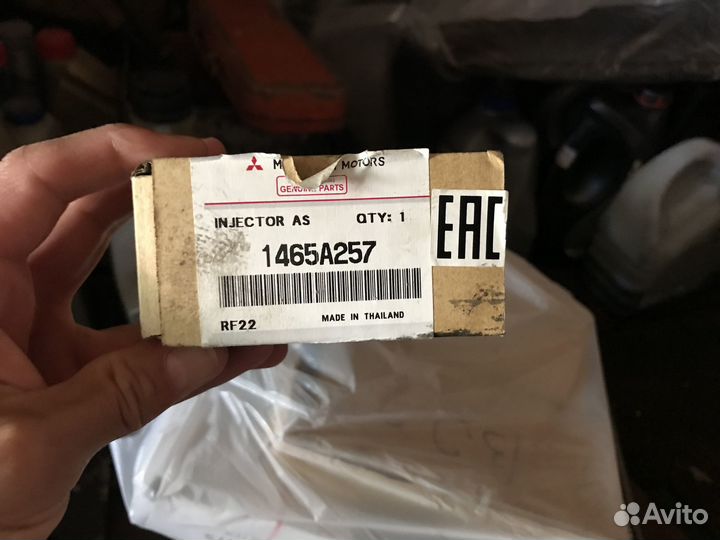 MOTORS
GENUINE PARTS
INJECTOR AS QTY: 1
1465A257
RF22 MADE IN THAILAND
EAC
Avito